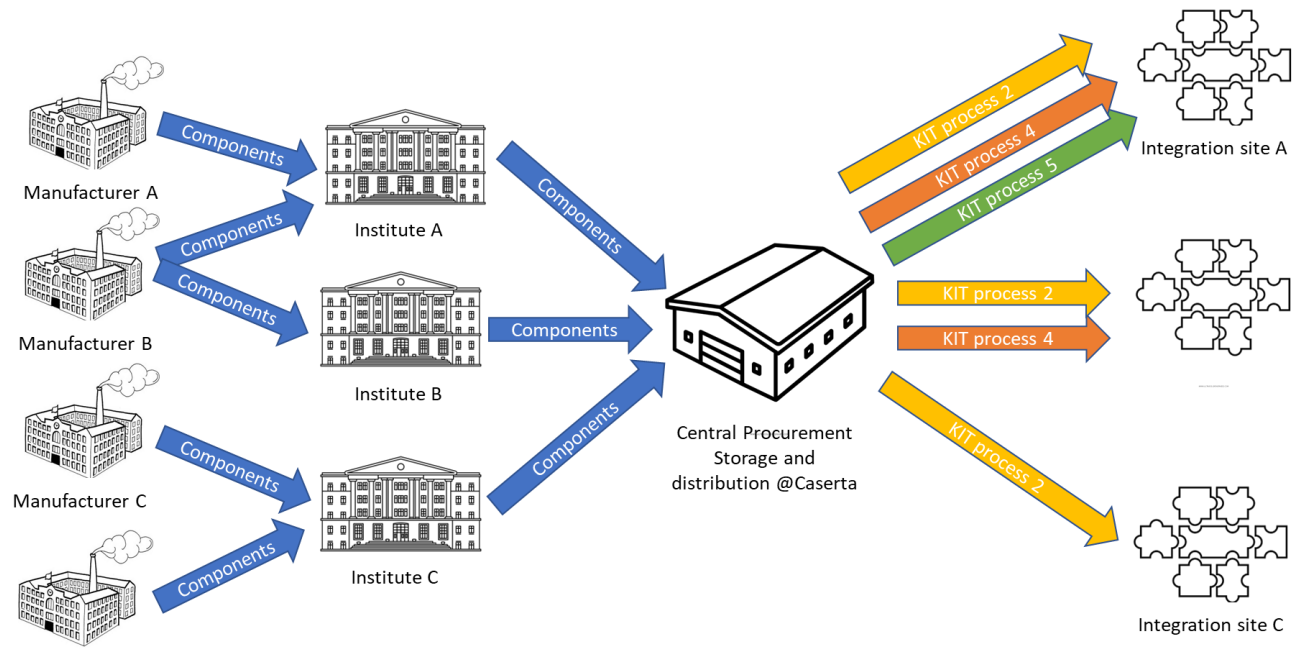 Components
Manufacturer A
Components
Components
Manufacturer B
Components
Manufacturer C
Components
Institute A
Institute B
Institute C
Components
Components
Components
Central Procurement
Storage and
distribution @Caserta
KIT process 2
KIT process 4
KIT process 5
Integration site A
KIT process 2
KIT process 4
KIT process 2
Integration site C